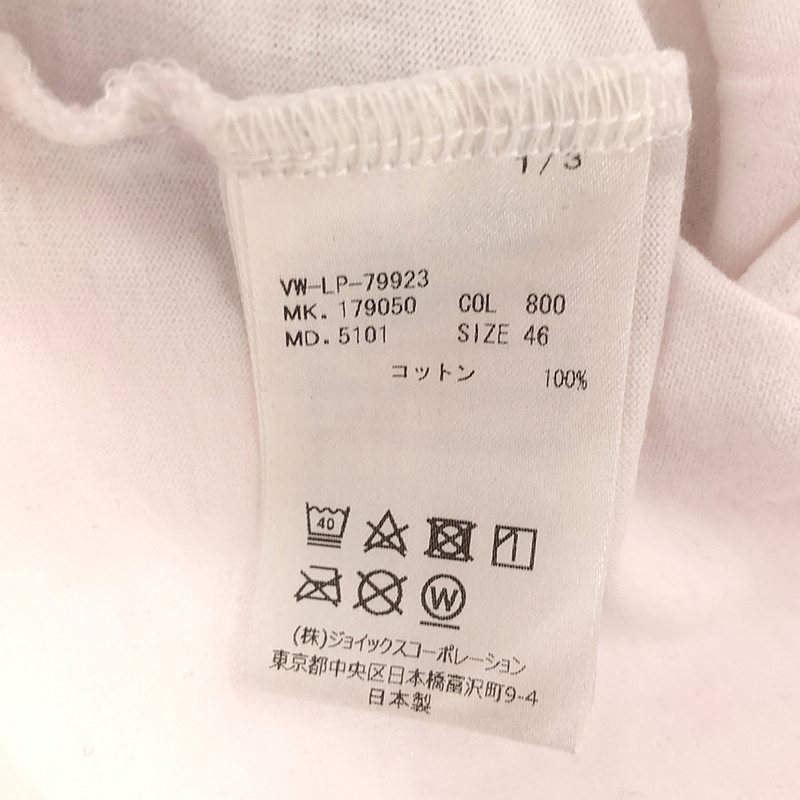 1/3
VW-LP-79923
MK. 179050 COL 800
MD. 5101 SIZE 46
コットン 100%
40
W
(株)ジョイックスコーポレーション
東京都中央区日本橋富沢町9-4
日本製